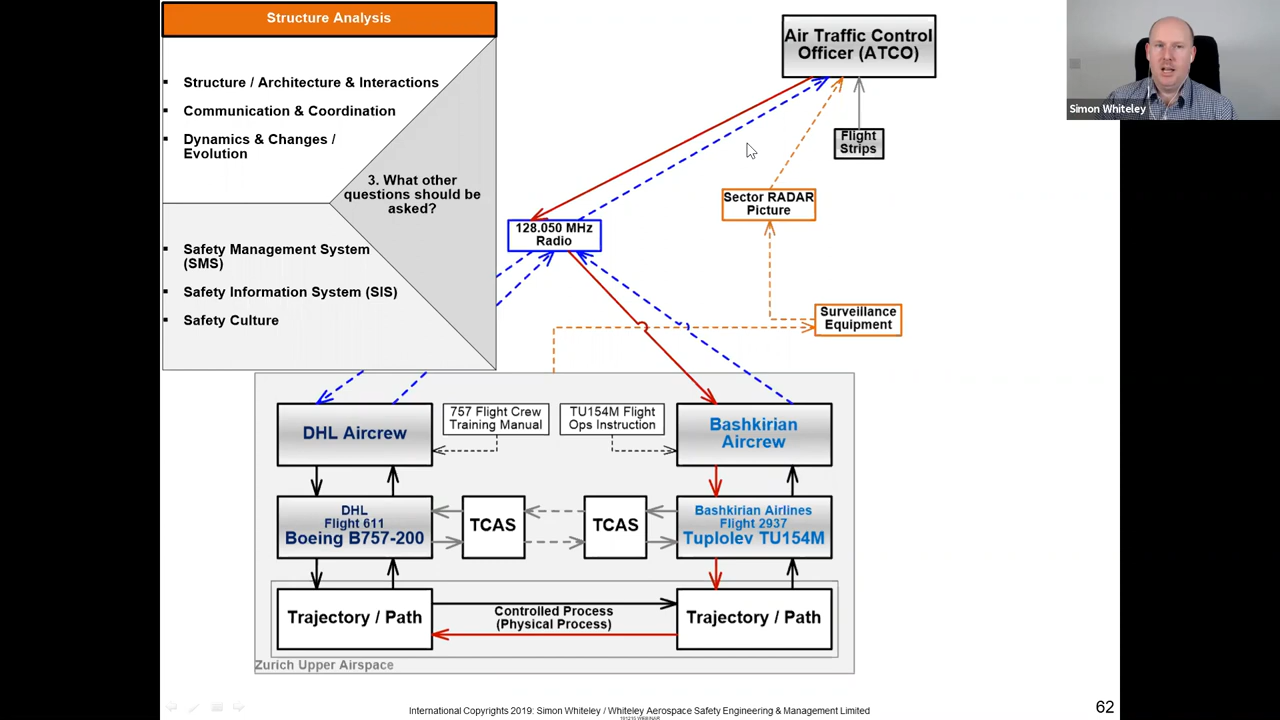 Structure Analysis
Structure / Architecture & Interactions
Communication & Coordination
Dynamics & Changes /
Evolution
3. What other
questions should be
asked?
Safety Management System
(SMS)
Safety Information System (SIS)
Safety Culture
Air Traffic Control
Officer (ATCO)
Simon Whiteley
Flight
Strips
Sector RADAR
Picture
128.050 MHz
Radio
Surveillance
Equipment
DHL Aircrew
757 Flight Crew
Training Manual
TU154M Flight
Ops Instruction
Bashkirian
Aircrew
DHL
Flight 611
Boeing B757-200
TCAS
TCAS
Bashkirian Airlines
Flight 2937
Tuplolev TU154M
Trajectory / Path
Controlled Process
(Physical Process)
Trajectory / Path
Zurich Upper Airspace
International Copyrights 2019: Simon Whiteley / Whiteley Aerospace Safety Engineering & Management Limited
62